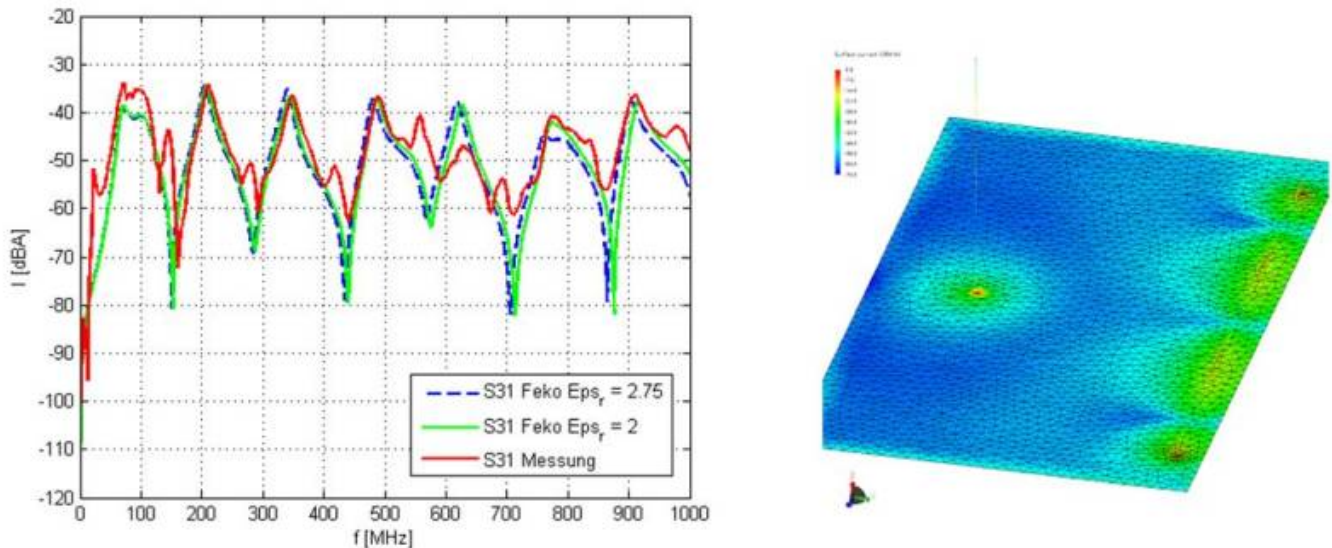 -20
-30
-40
-50
-60
-70
-80
-90
-100
-110
-120
I [dBA]
0 100 200 300 400 500 600 700 800 900 1000
f [MHz]
S31 Feko Eps_r = 2.75
S31 Feko Eps_r = 2
S31 Messung